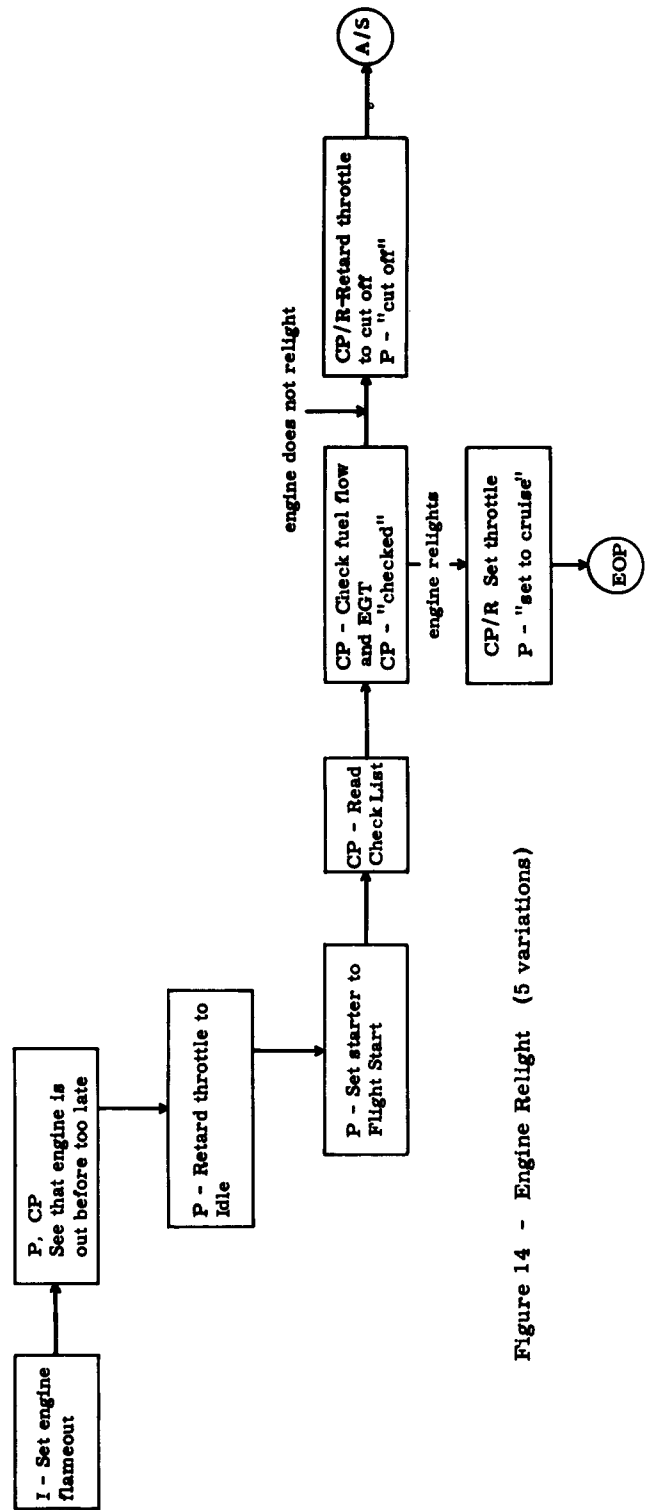 I - Set engine
flameout
P, CP
See that engine is
out before too late
P - Retard throttle to
Idle
P - Set starter to
Flight Start
CP - Read
Check List
CP - Check fuel flow
and EGT
CP - "checked"
engine does not relight
CP/R-Retard throttle
to cut off
P - "cut off"
A/S
engine relights
CP/R Set throttle
P - "set to cruise"
EOP
Figure 14 - Engine Relight (5 variations)